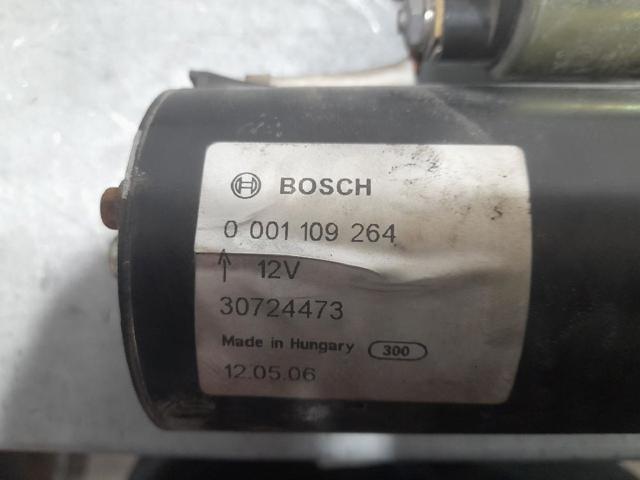 BOSCH
0 001 109 264
↑ 12V
30724473
Made in Hungary 300
12.05.06